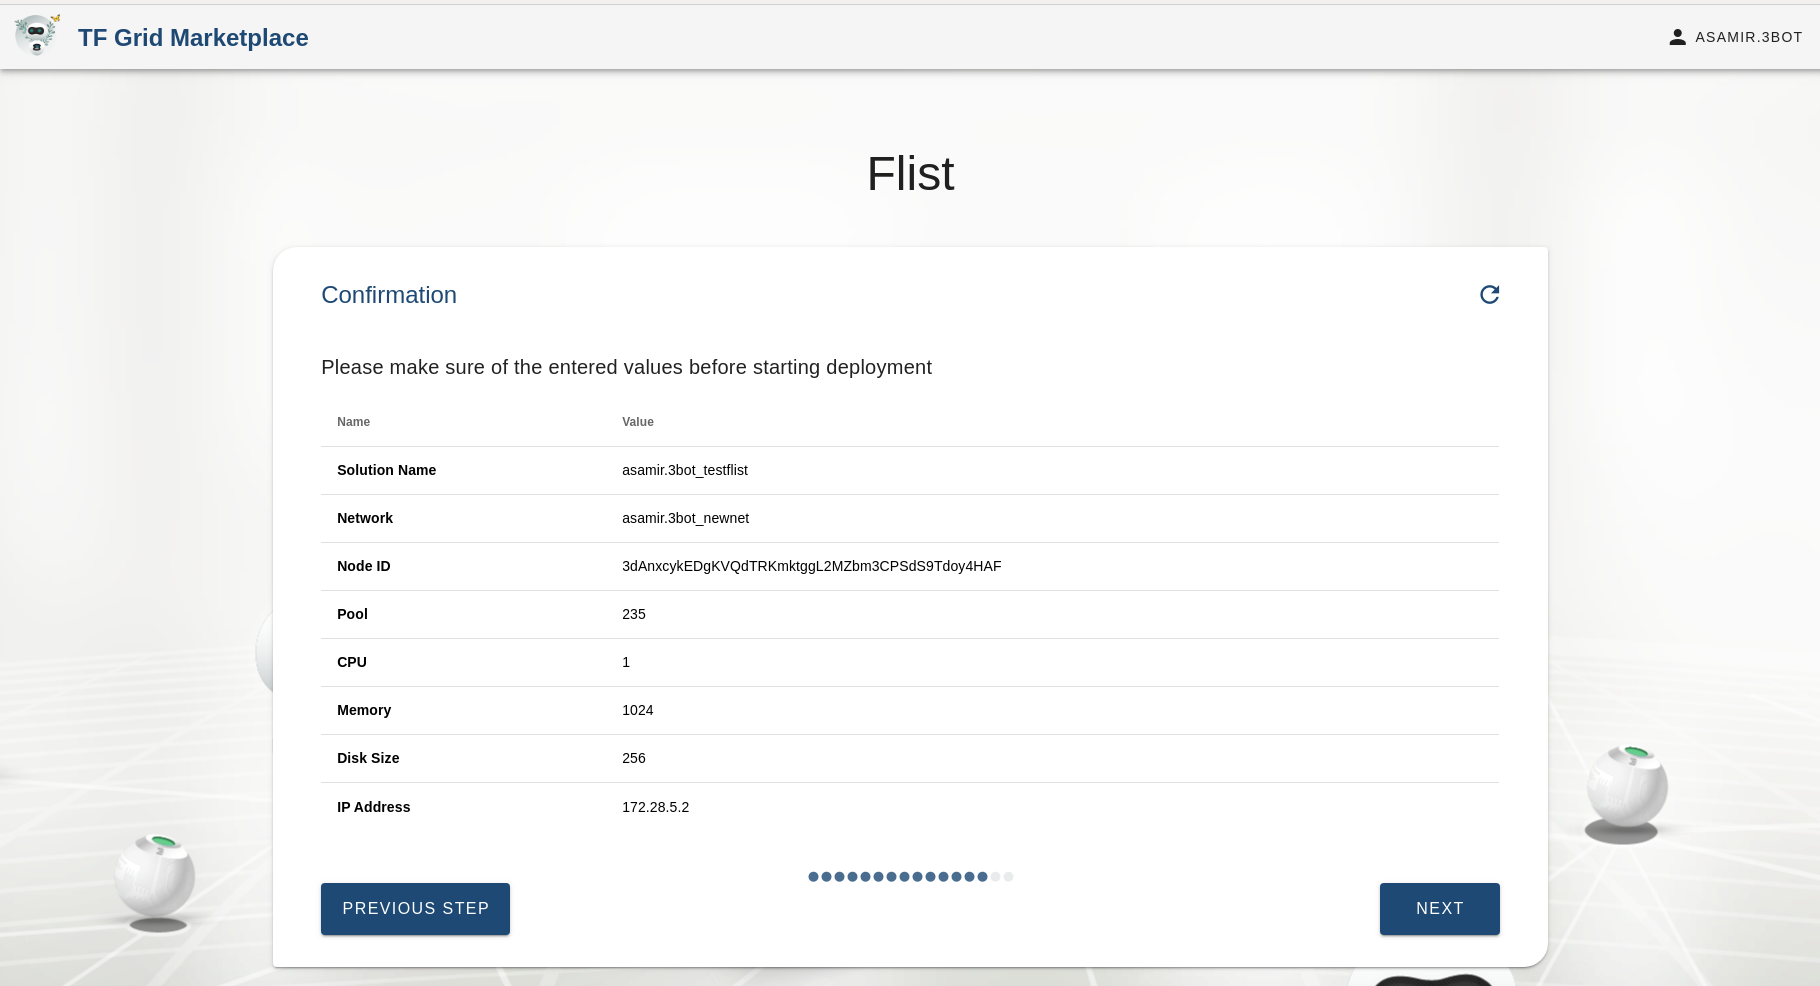 TF Grid Marketplace
ASAMIR.3BOT
Flist
Confirmation
Please make sure of the entered values before starting deployment
Name Value
Solution Name asamir.3bot_testflist
Network asamir.3bot_newnet
Node ID 3dAnxcykEDgKVQdTRKmktggL2MZbm3CPSdS9Tdoy4HAF
Pool 235
CPU 1
Memory 1024
Disk Size 256
IP Address 172.28.5.2
PREVIOUS STEP
NEXT